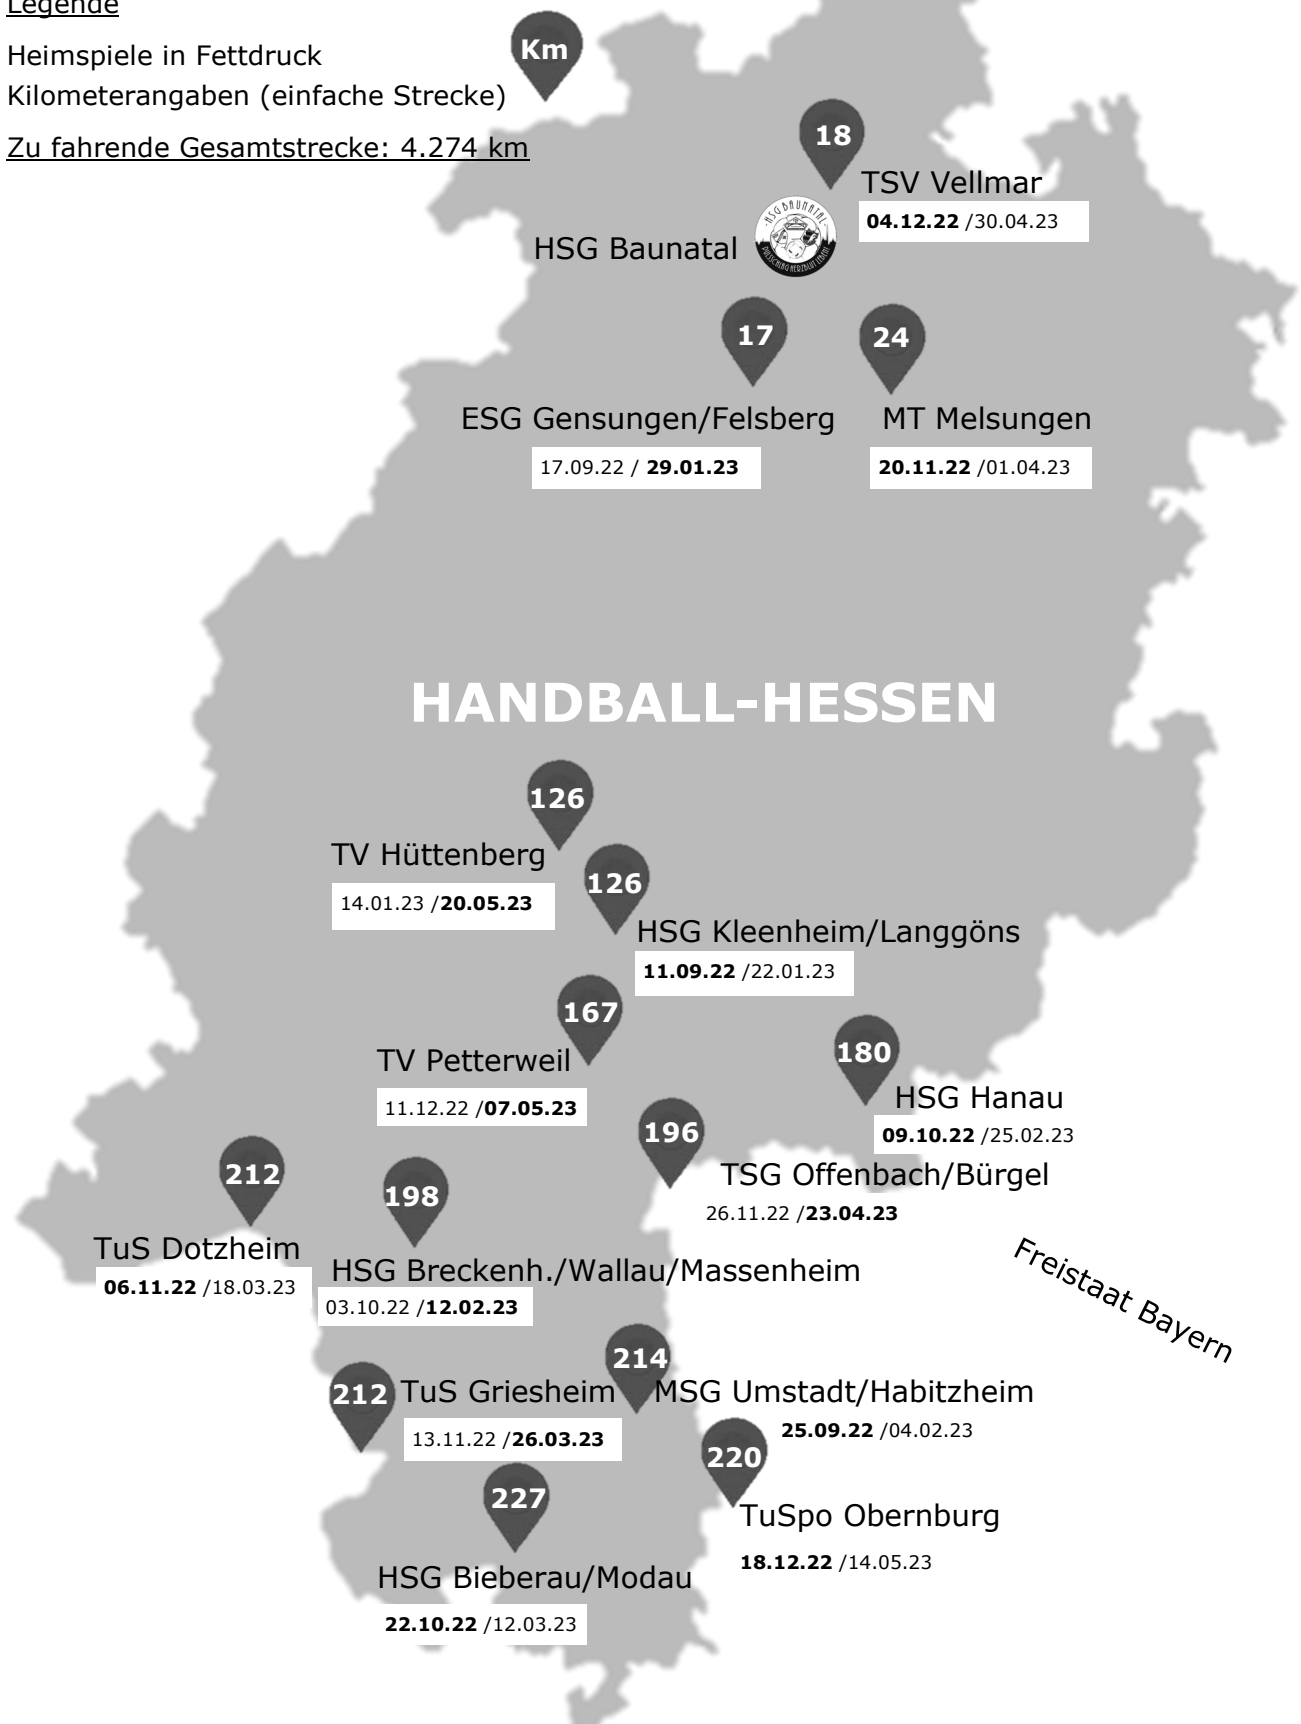 Legende
Heimspiele in Fettdruck
Km
Kilometerangaben (einfache Strecke)
Zu fahrende Gesamtstrecke: 4.274 km
18
TSV Vellmar
04.12.22 /30.04.23
HSG Baunatal
HSG BAUNATAL
PULSSCHLAG HERZBLUT LEBEN
17
24
ESG Gensungen/Felsberg
MT Melsungen
17.09.22 / 29.01.23
20.11.22 /01.04.23
HANDBALL-HESSEN
126
TV Hüttenberg
14.01.23 /20.05.23
126
HSG Kleenheim/Langgöns
11.09.22 /22.01.23
167
TV Petterweil
11.12.22 /07.05.23
180
HSG Hanau
09.10.22 /25.02.23
196
TSG Offenbach/Bürgel
26.11.22 /23.04.23
212
TuS Dotzheim
06.11.22 /18.03.23
198
HSG Breckenh./Wallau/Massenheim
03.10.22 /12.02.23
Freistaat Bayern
214
MSG Umstadt/Habitzheim
25.09.22 /04.02.23
212
TuS Griesheim
13.11.22 /26.03.23
220
TuSpo Obernburg
18.12.22 /14.05.23
227
HSG Bieberau/Modau
22.10.22 /12.03.23